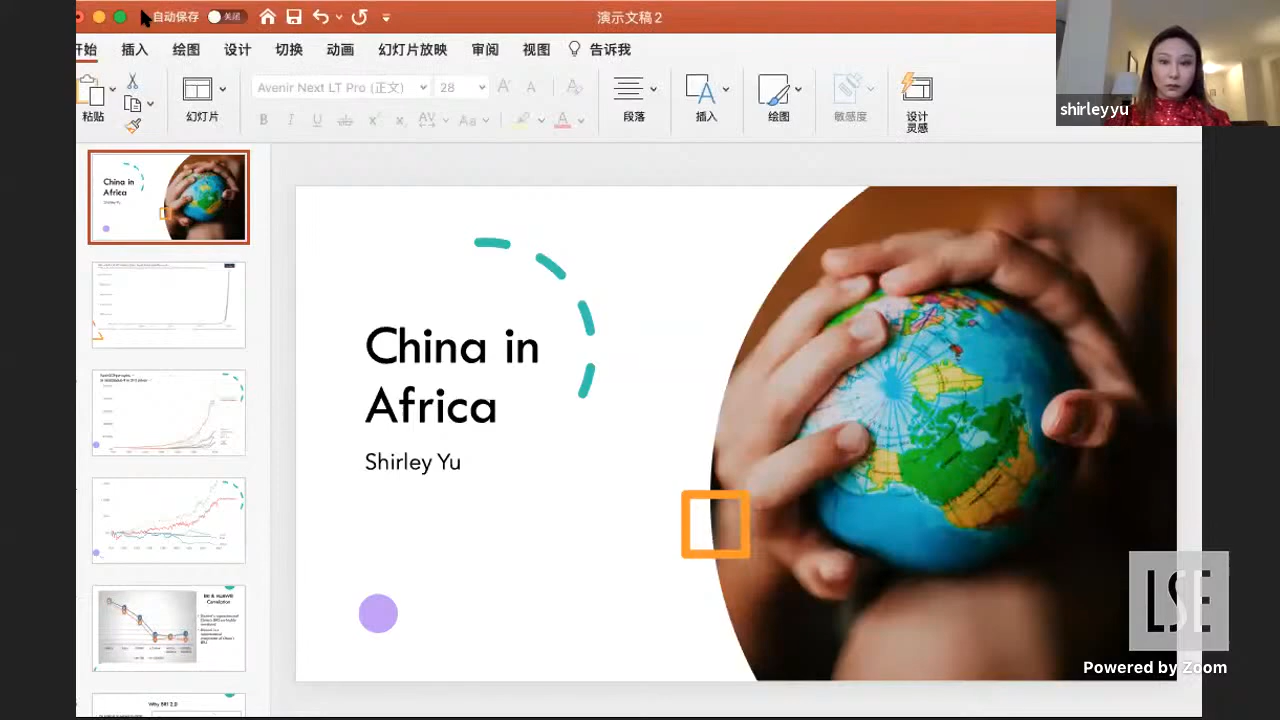 自动保存 关闭
演示文稿2
开始 插入 绘图 设计 切换 动画 幻灯片放映 审阅 视图 告诉我
Avenir Next LT Pro (正文) 28
粘贴 幻灯片 段落 插入 绘图 敏感度 设计灵感
shirleyyu
China in
Africa
Shirley Yu
China in
Africa
Shirley Yu
BRI & HUAWEI
Correlation
Why BRI 2.0
LSE
Powered by Zoom